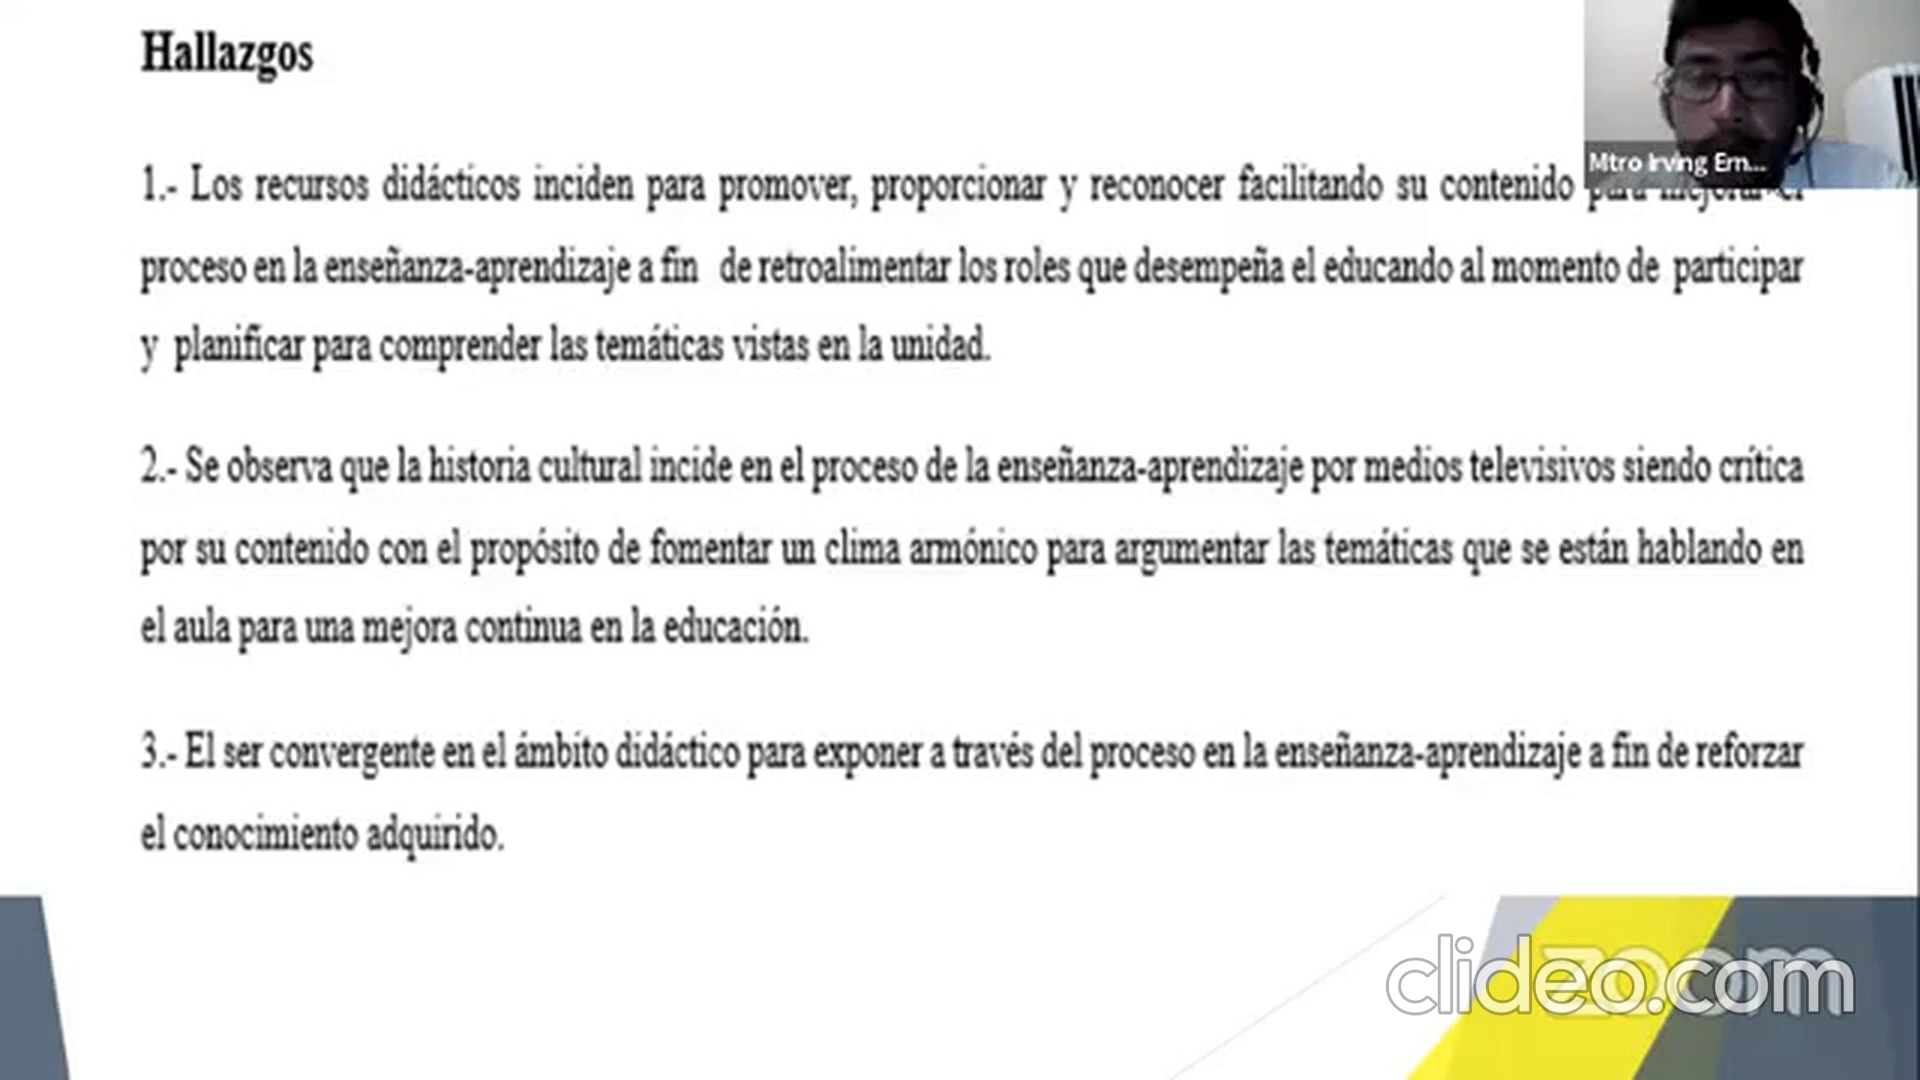 Hallazgos
Mtro Irving Ern...
1.- Los recursos didácticos inciden para promover, proporcionar y reconocer facilitando su contenido para mejorar el
proceso en la enseñanza-aprendizaje a fin de retroalimentar los roles que desempeña el educando al momento de participar
y planificar para comprender las temáticas vistas en la unidad.
2.- Se observa que la historia cultural incide en el proceso de la enseñanza-aprendizaje por medios televisivos siendo crítica
por su contenido con el propósito de fomentar un clima armónico para argumentar las temáticas que se están hablando en
el aula para una mejora continua en la educación.
3.- El ser convergente en el ámbito didáctico para exponer a través del proceso en la enseñanza-aprendizaje a fin de reforzar
el conocimiento adquirido.
zoom
clideo.com